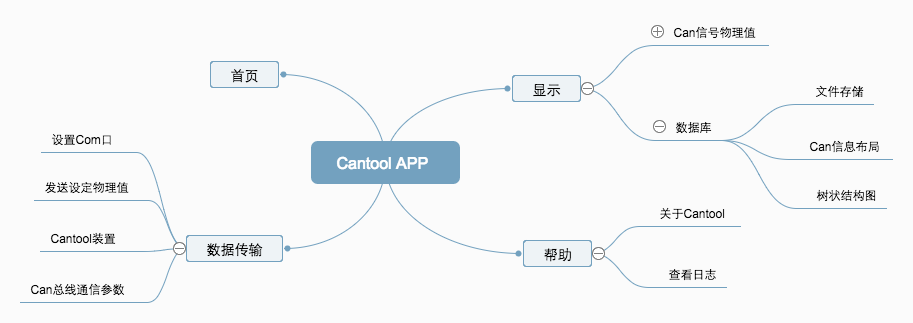 Cantool APP
首页
显示
Can信号物理值
数据库
文件存储
Can信息布局
树状结构图
数据传输
设置Com口
发送设定物理值
Cantool装置
Can总线通信参数
帮助
关于Cantool
查看日志